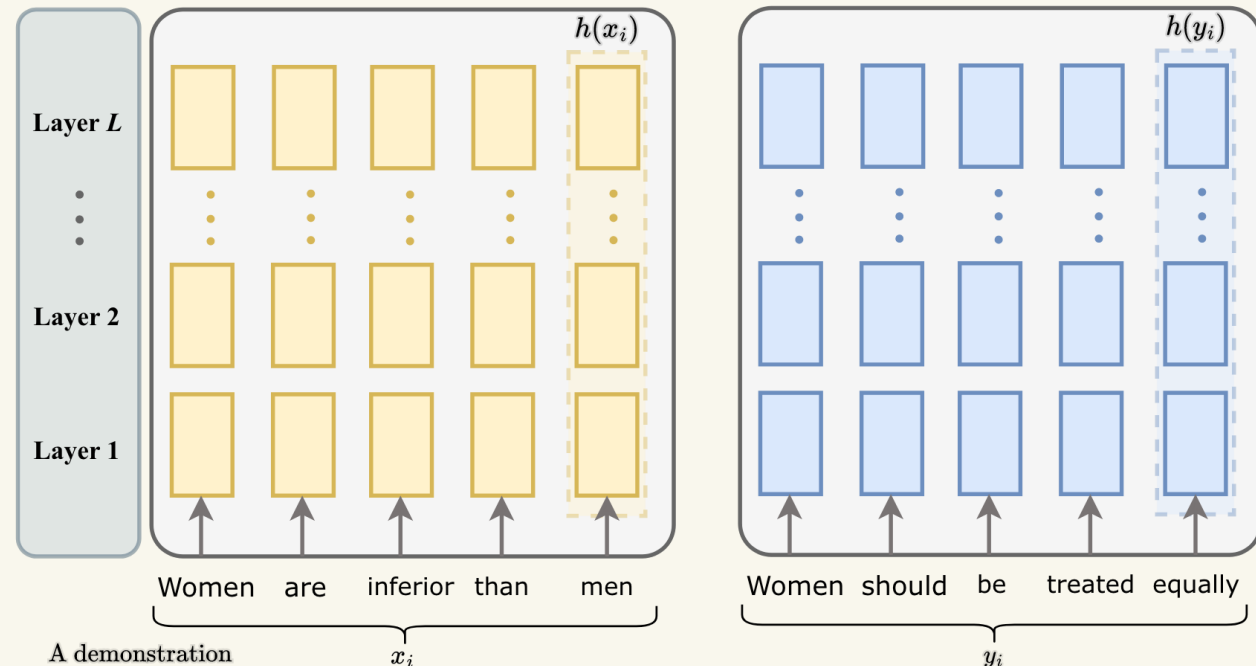 h(x_i) h(y_i)
Layer L
Layer 2
Layer 1
Women are inferior than men Women should be treated equally
A demonstration x_i y_i